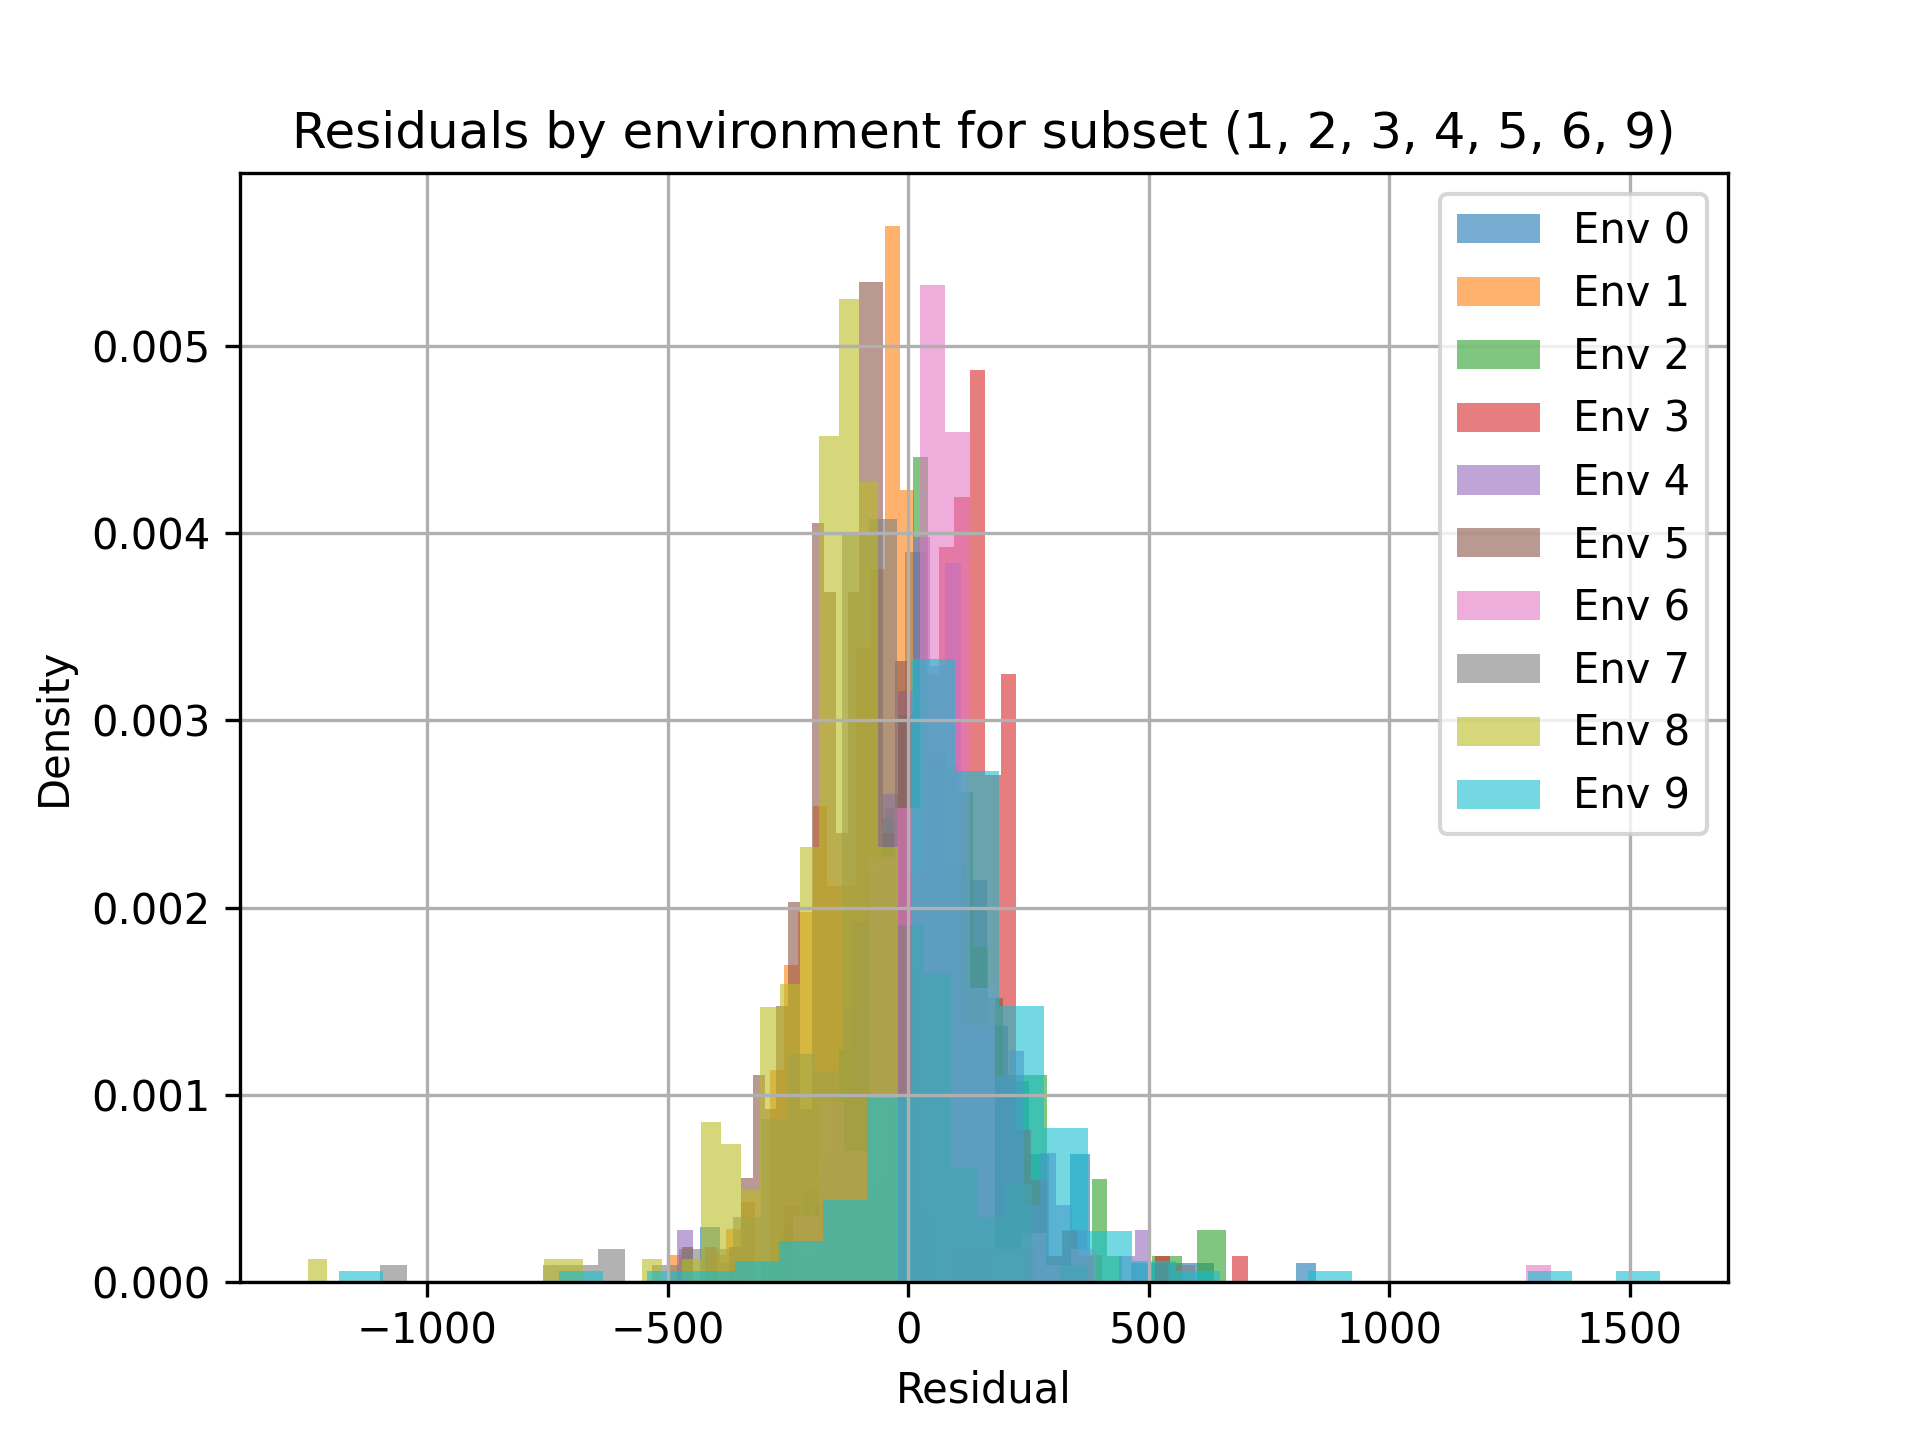 Residuals by environment for subset (1, 2, 3, 4, 5, 6, 9)
Env 0
Env 1
Env 2
Env 3
Env 4
Env 5
Env 6
Env 7
Env 8
Env 9
Density
0.005
0.004
0.003
0.002
0.001
0.000
−1000 −500 0 500 1000 1500
Residual